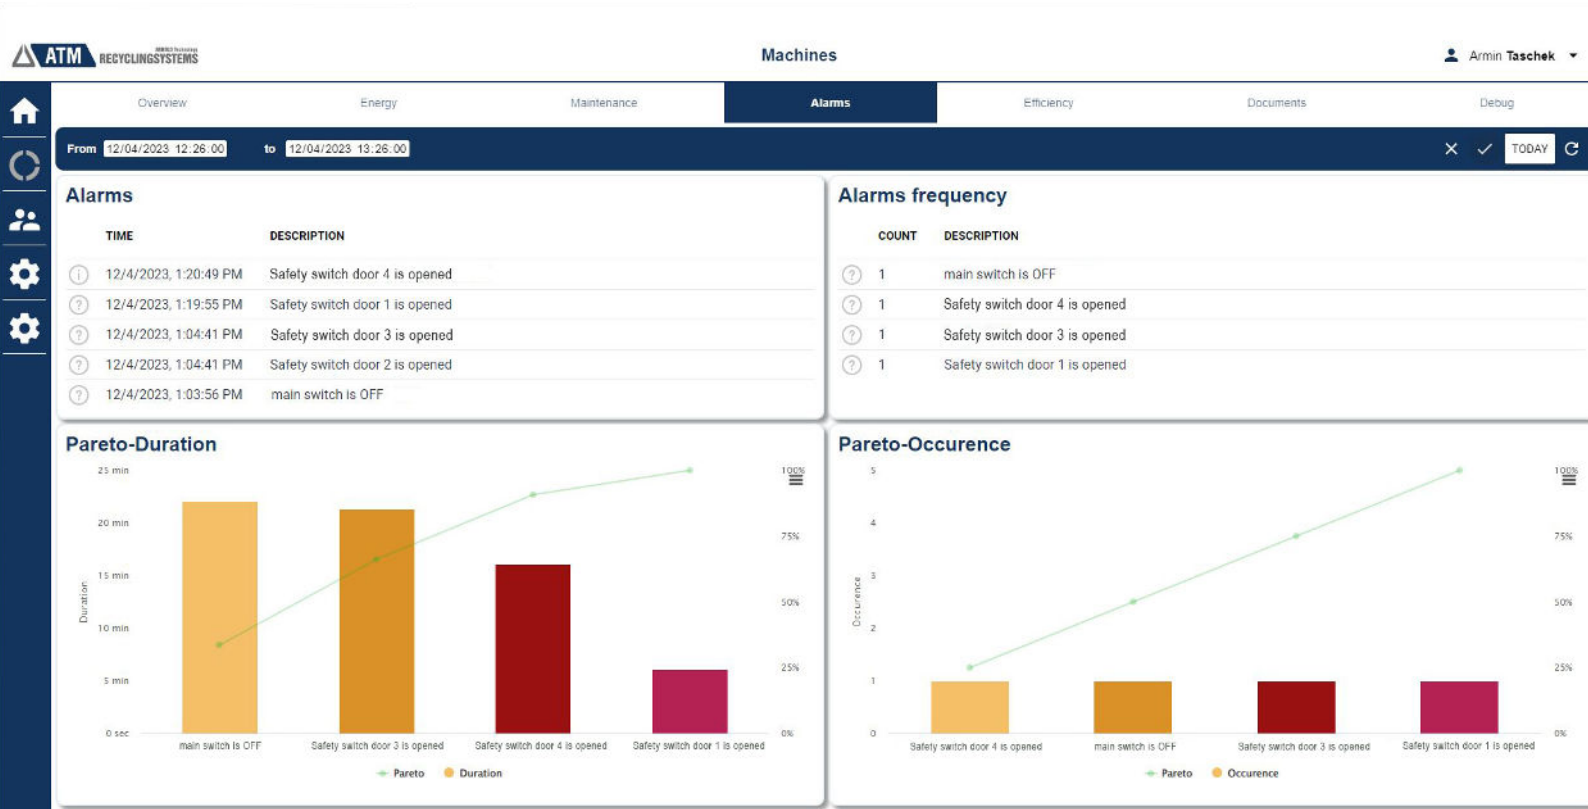 ATM RECYCLINGSYSTEMS
Machines
Armin Taschek
Overview Energy Maintenance Alarms Efficiency Documents Debug
From 12/04/2023 12:26:00 to 12/04/2023 13:26:00 TODAY
Alarms
TIME DESCRIPTION
12/4/2023, 1:20:49 PM Safety switch door 4 is opened
12/4/2023, 1:19:55 PM Safety switch door 1 is opened
12/4/2023, 1:04:41 PM Safety switch door 3 is opened
12/4/2023, 1:04:41 PM Safety switch door 2 is opened
12/4/2023, 1:03:56 PM main switch is OFF
Alarms frequency
COUNT DESCRIPTION
1 main switch is OFF
1 Safety switch door 4 is opened
1 Safety switch door 3 is opened
1 Safety switch door 1 is opened
Pareto-Duration
25 min
20 min
15 min
10 min
5 min
0 sec
Duration
100%
75%
50%
25%
0%
main switch is OFF Safety switch door 3 is opened Safety switch door 4 is opened Safety switch door 1 is opened
Pareto Duration
Pareto-Occurence
5
4
3
2
1
0
Occurence
100%
75%
50%
25%
0%
Safety switch door 4 is opened main switch is OFF Safety switch door 3 is opened Safety switch door 1 is opened
Pareto Occurence